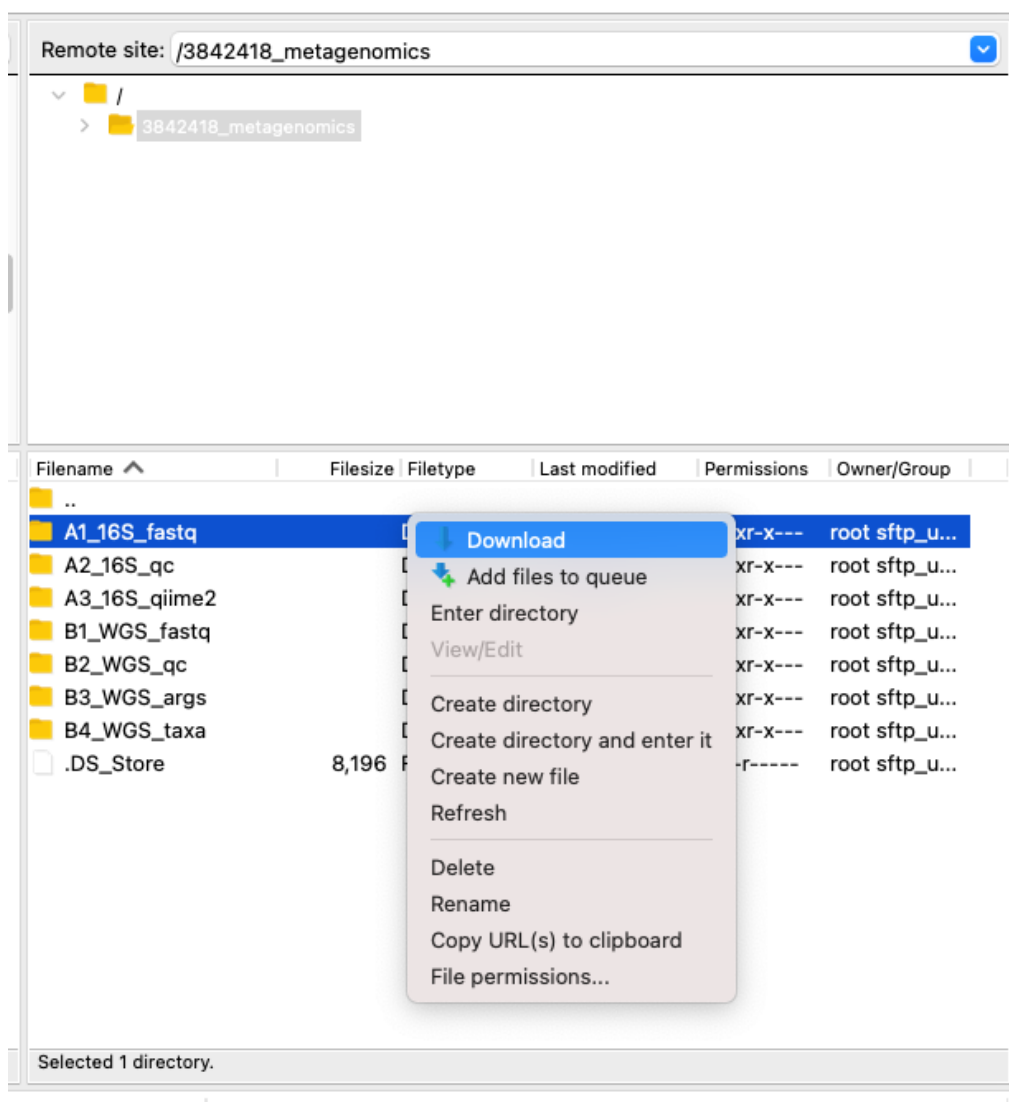 Remote site: /3842418_metagenomics
/
3842418_metagenomics
Filename Filesize Filetype Last modified Permissions Owner/Group
..
A1_16S_fastq root sftp_u...
A2_16S_qc xr-x--- root sftp_u...
A3_16S_qiime2 xr-x--- root sftp_u...
B1_WGS_fastq xr-x--- root sftp_u...
B2_WGS_qc xr-x--- root sftp_u...
B3_WGS_args xr-x--- root sftp_u...
B4_WGS_taxa xr-x--- root sftp_u...
.DS_Store 8,196 F -r----- root sftp_u...
Download
Add files to queue
Enter directory
View/Edit
Create directory
Create directory and enter it
Create new file
Refresh
Delete
Rename
Copy URL(s) to clipboard
File permissions...
Selected 1 directory.